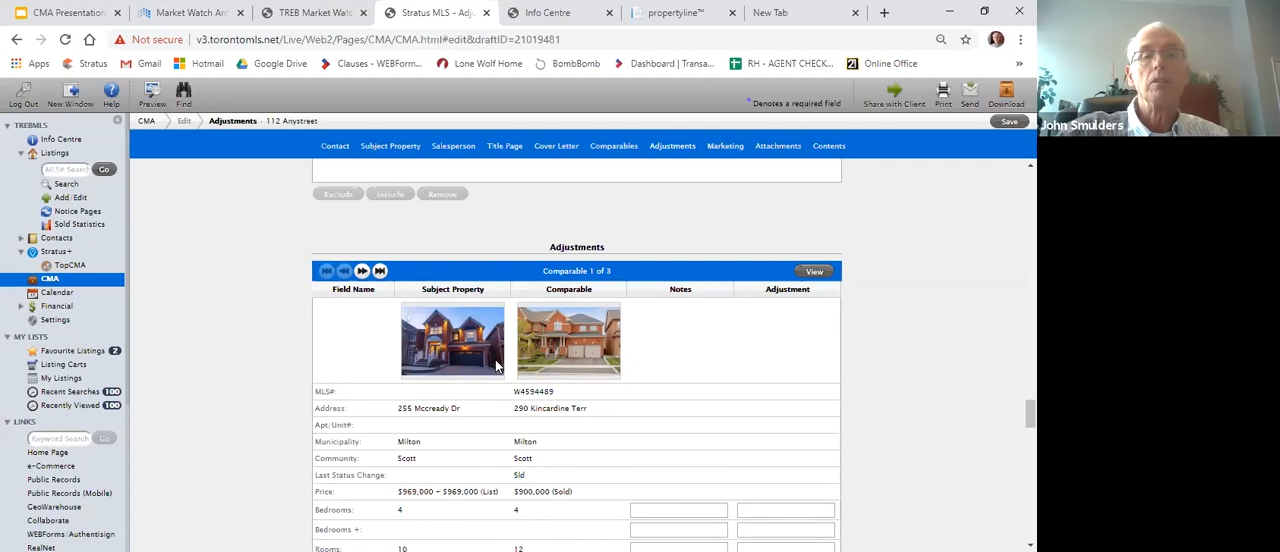 CMA Presentation
Market Watch Arc
TREB Market Watc
Stratus MLS - Adj
Info Centre
propertyline™
New Tab
Not secure
v3.torontomls.net/Live/Web2/Pages/CMA/CMA.html#edit&draftID=21019481
Apps
Stratus
Gmail
Hotmail
Google Drive
Clauses - WEBForm...
Lone Wolf Home
BombBomb
Dashboard | Transa...
RH - AGENT CHECK...
21
Online Office
Log Out
New Window
Help
Preview
Find
* Denotes a required field
Share with Client
Print
Send
Download
John Smulders
TREBMLS
CMA
Edit
Adjustments - 112 Anystreet
Save
Info Centre
Listings
MLS# Search
Go
Search
Add/Edit
Notice Pages
Sold Statistics
Contacts
Stratus+
TopCMA
CMA
Calendar
Financial
Settings
MY LISTS
Favourite Listings 2
Listing Carts
My Listings
Recent Searches 100
Recently Viewed 100
LINKS
Keyword Search
Go
Home Page
e-Commerce
Public Records
Public Records (Mobile)
GeoWarehouse
Collaborate
WEBForms/Authentisign
RealNet
Contact Subject Property Salesperson Title Page Cover Letter Comparables Adjustments Marketing Attachments Contents
Exclude Include Remove
Adjustments
Comparable 1 of 3
View
Field Name Subject Property Comparable Notes Adjustment
MLS#: W4594489
Address: 255 Mccready Dr 290 Kincardine Terr
Apt/Unit#:
Municipality: Milton Milton
Community: Scott Scott
Last Status Change: Sld
Price: $969,000 - $969,000 (List) $900,000 (Sold)
Bedrooms: 4 4
Bedrooms +:
Rooms: 10 12